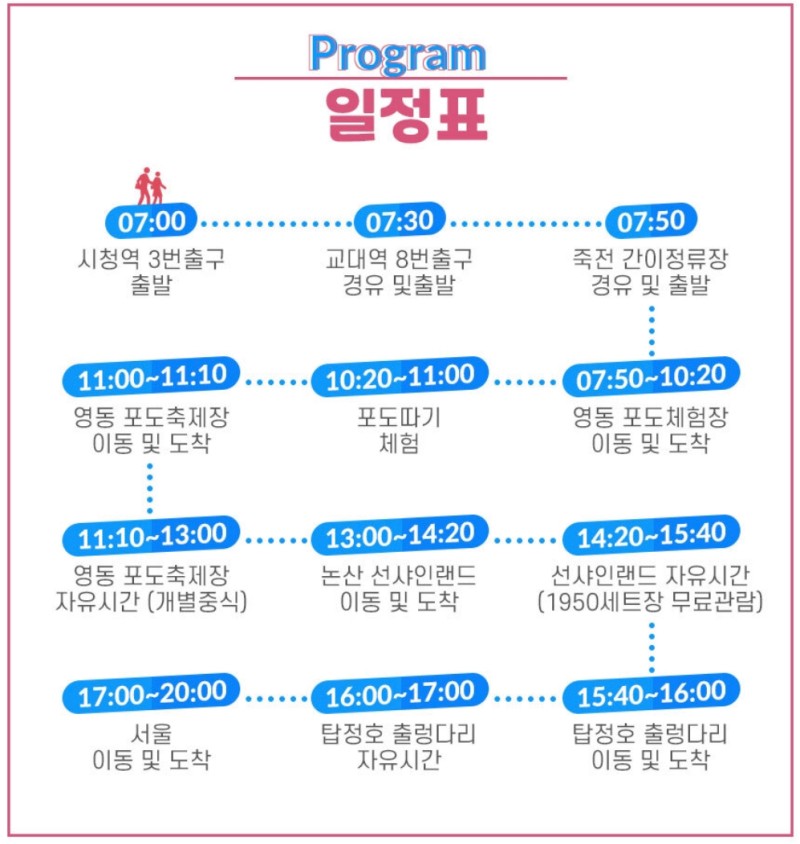 Program
일정표
07:00
시청역 3번출구
출발
07:30
교대역 8번출구
경유 및출발
07:50
죽전 간이정류장
경유 및 출발
07:50~10:20
영동 포도체험장
이동 및 도착
10:20~11:00
포도따기
체험
11:00~11:10
영동 포도축제장
이동 및 도착
11:10~13:00
영동 포도축제장
자유시간 (개별중식)
13:00~14:20
논산 선샤인랜드
이동 및 도착
14:20~15:40
선샤인랜드 자유시간
(1950세트장 무료관람)
15:40~16:00
탑정호 출렁다리
이동 및 도착
16:00~17:00
탑정호 출렁다리
자유시간
17:00~20:00
서울
이동 및 도착